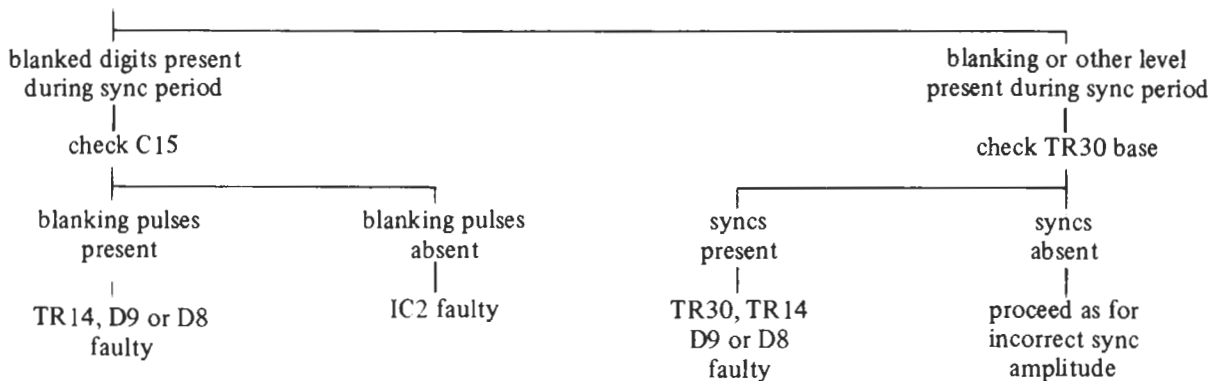 blanked digits present
during sync period
blanking or other level
present during sync period
check C15
check TR30 base
blanking pulses
present
blanking pulses
absent
syncs
present
syncs
absent
TR14, D9 or D8
faulty
IC2 faulty
TR30, TR14
D9 or D8
faulty
proceed as for
incorrect sync
amplitude